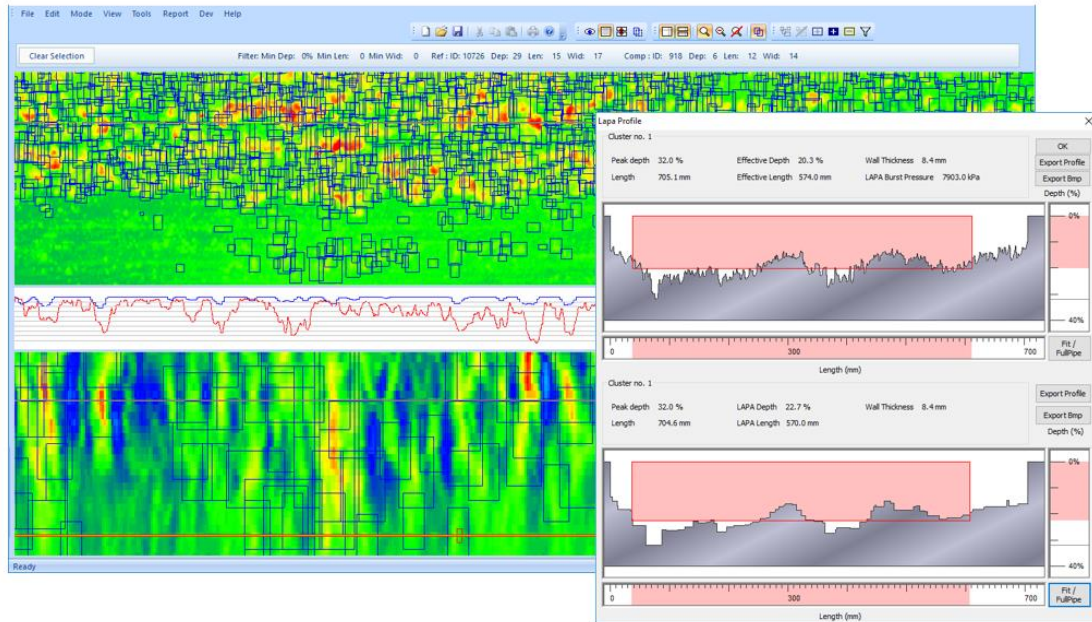 File Edit Mode View Tools Report Dev Help
Clear Selection Filter: Min Dep: 0% Min Len: 0 Min Wid: 0 Ref : ID: 10726 Dep: 29 Len: 15 Wid: 17 Comp : ID: 918 Dep: 6 Len: 12 Wid: 14
Lapa Profile
Cluster no. 1
OK
Peak depth 32.0 % Effective Depth 20.3 % Wall Thickness 8.4 mm
Export Profile
Length 705.1 mm Effective Length 574.0 mm LAPA Burst Pressure 7903.0 kPa
Export Bmp
Depth (%)
0%
40%
0 300 700
Fit /
FullPipe
Length (mm)
Cluster no. 1
Export Profile
Peak depth 32.0 % LAPA Depth 22.7 % Wall Thickness 8.4 mm
Export Bmp
Length 704.6 mm LAPA Length 570.0 mm
Depth (%)
0%
40%
0 300 700
Fit /
FullPipe
Length (mm)
Ready